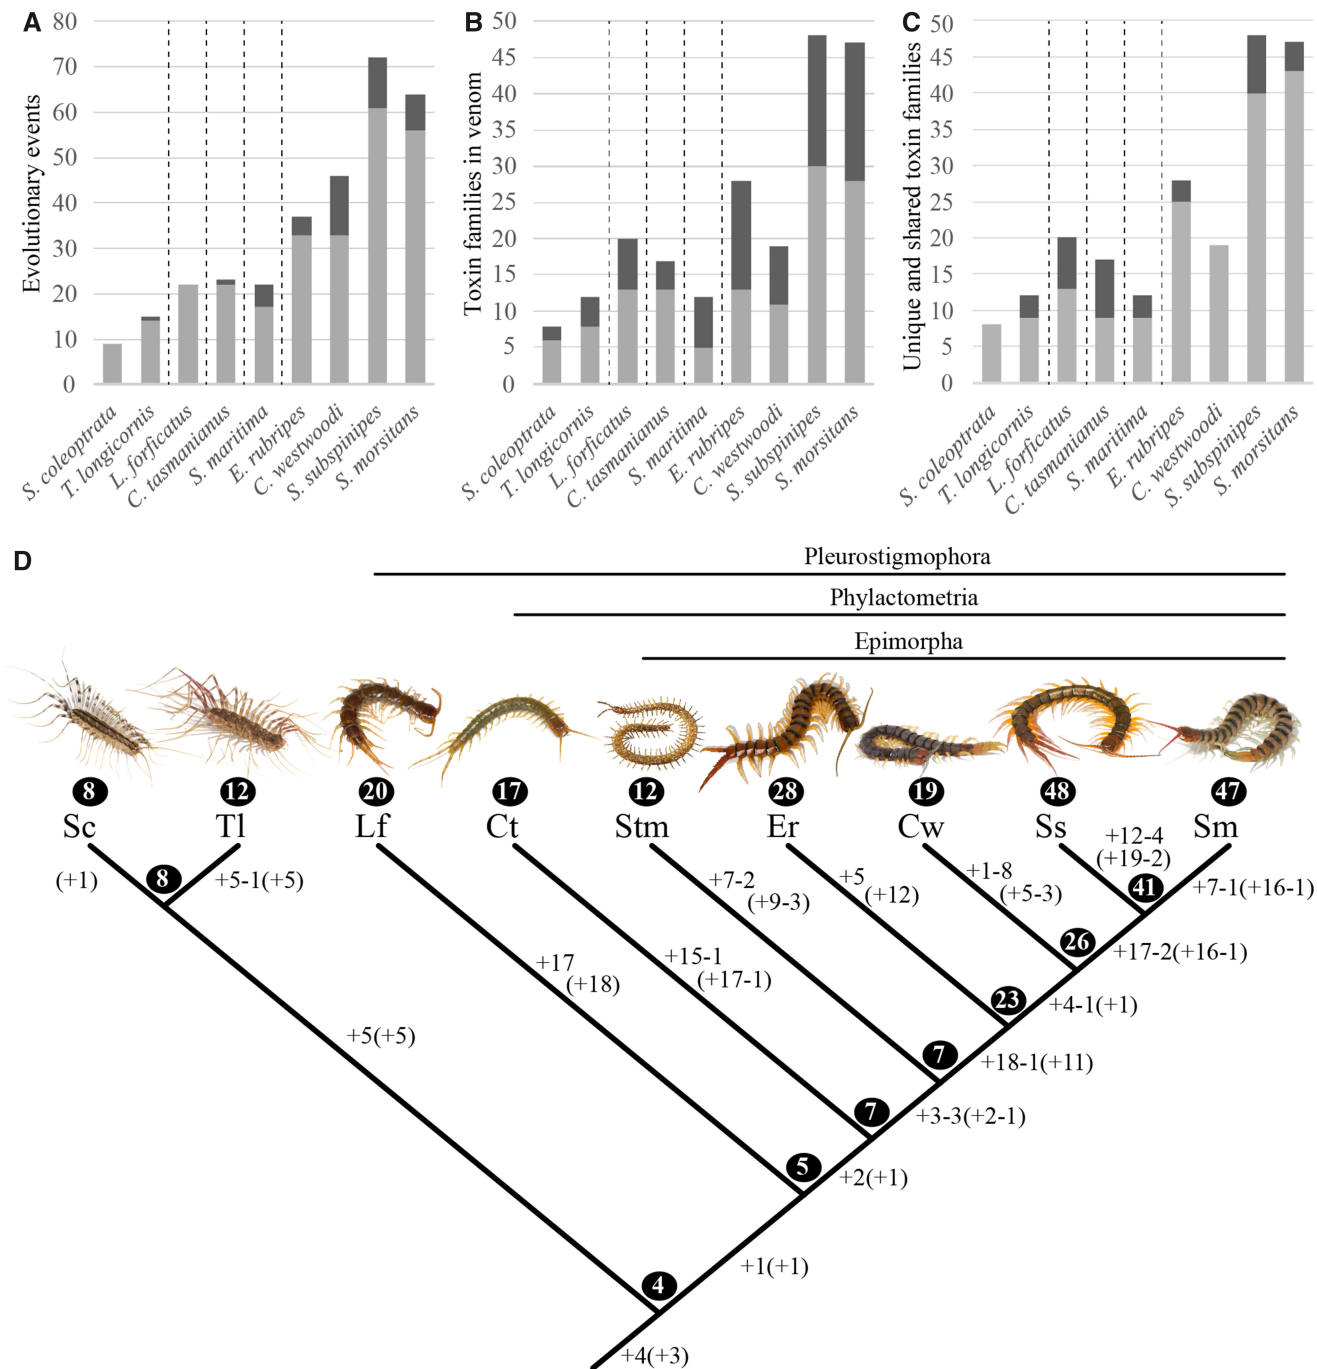 A
Evolutionary events
80
70
60
50
40
30
20
10
0
S. coleoptrata
T. longicornis
L. forficatus
C. tasmanianus
S. maritima
E. rubripes
C. westwoodi
S. subspinipes
S. morsitans
B
Toxin families in venom
50
45
40
35
30
25
20
15
10
5
0
S. coleoptrata
T. longicornis
L. forficatus
C. tasmanianus
S. maritima
E. rubripes
C. westwoodi
S. subspinipes
S. morsitans
C
Unique and shared toxin families
50
45
40
35
30
25
20
15
10
5
0
S. coleoptrata
T. longicornis
L. forficatus
C. tasmanianus
S. maritima
E. rubripes
C. westwoodi
S. subspinipes
S. morsitans
D
Pleurostigmophora
Phylactometria
Epimorpha
8 12 20 17 12 28 19 48 47
Sc Tl Lf Ct Stm Er Cw Ss Sm
+12-4
(+19-2)
(+1)
8
+5-1(+5)
+7-2
(+9-3)
+5
(+12)
+1-8
(+5-3)
41
+7-1(+16-1)
+17
(+18)
+15-1
(+17-1)
26
+17-2(+16-1)
23
+4-1(+1)
+5(+5)
7
+18-1(+11)
7
+3-3(+2-1)
5
+2(+1)
+1(+1)
4
+4(+3)